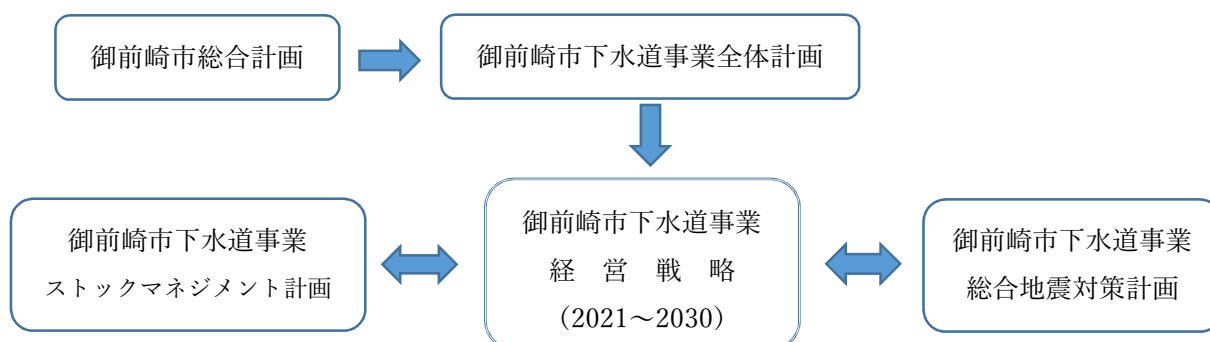 御前崎市総合計画
御前崎市下水道事業全体計画
御前崎市下水道事業
ストックマネジメント計画
御前崎市下水道事業
経　営　戦　略
（2021～2030）
御前崎市下水道事業
総合地震対策計画